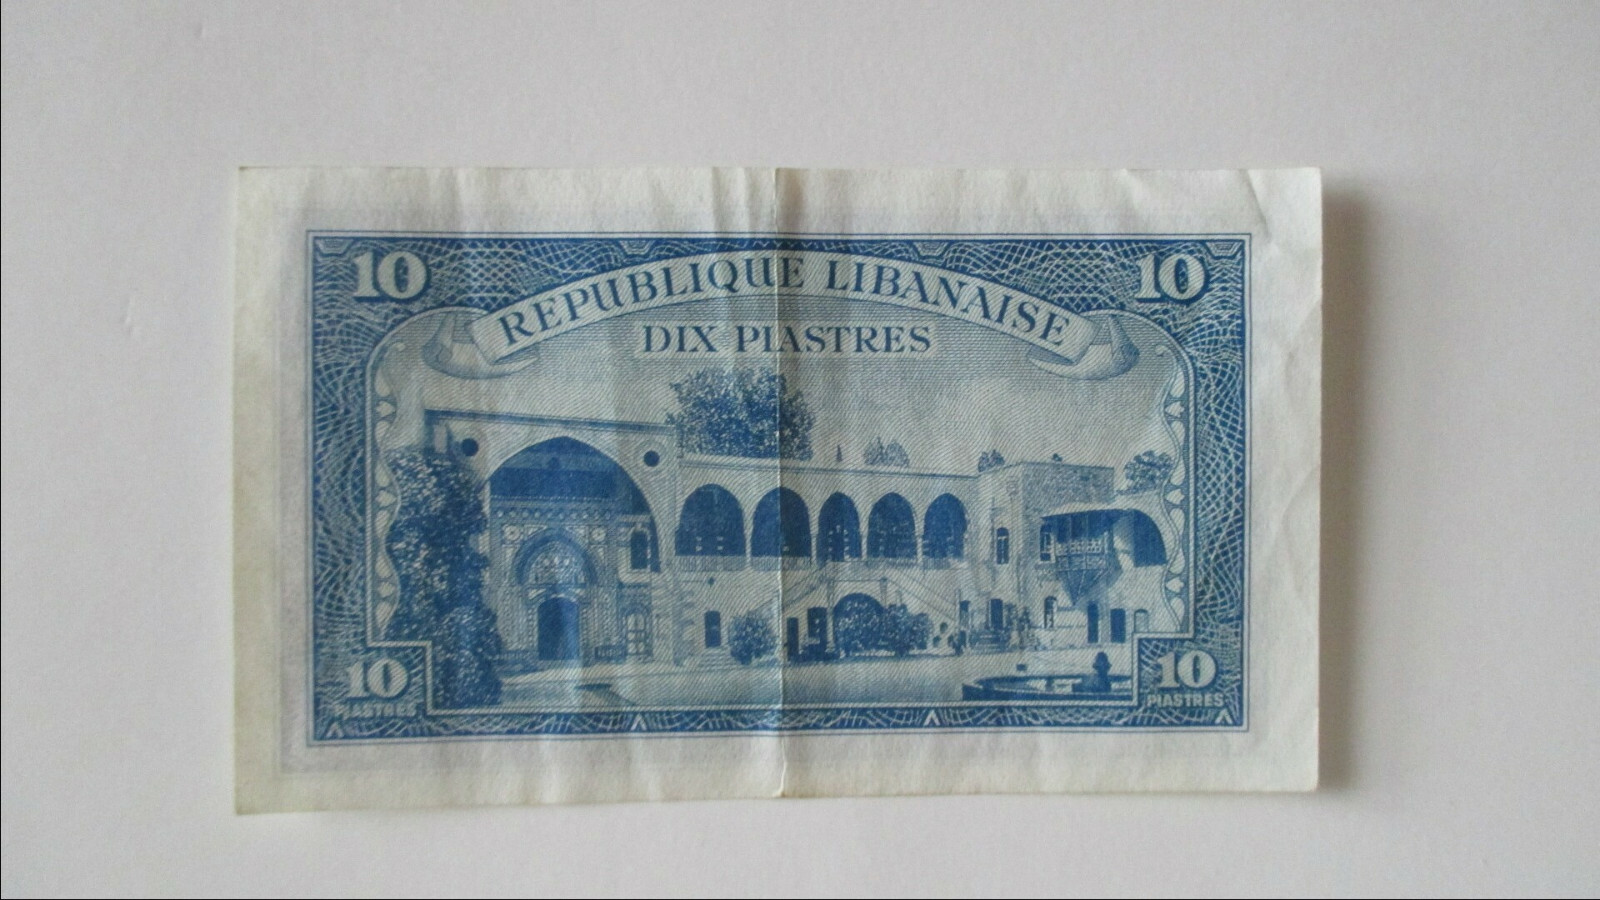 10
10
REPUBLIQUE LIBANAISE
DIX PIASTRES
10
PIASTRES
10
PIASTRES